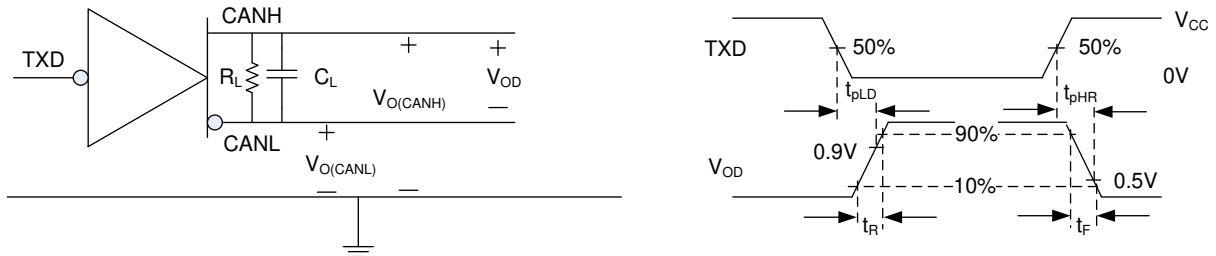 CANH
TXD
R_L
C_L
V_OD
V_O(CANH)
CANL
V_O(CANL)
+
+
+
—
—
—
TXD
V_CC
50%
50%
0V
t_pLD
t_pHR
90%
0.9V
V_OD
10%
0.5V
t_R
t_F